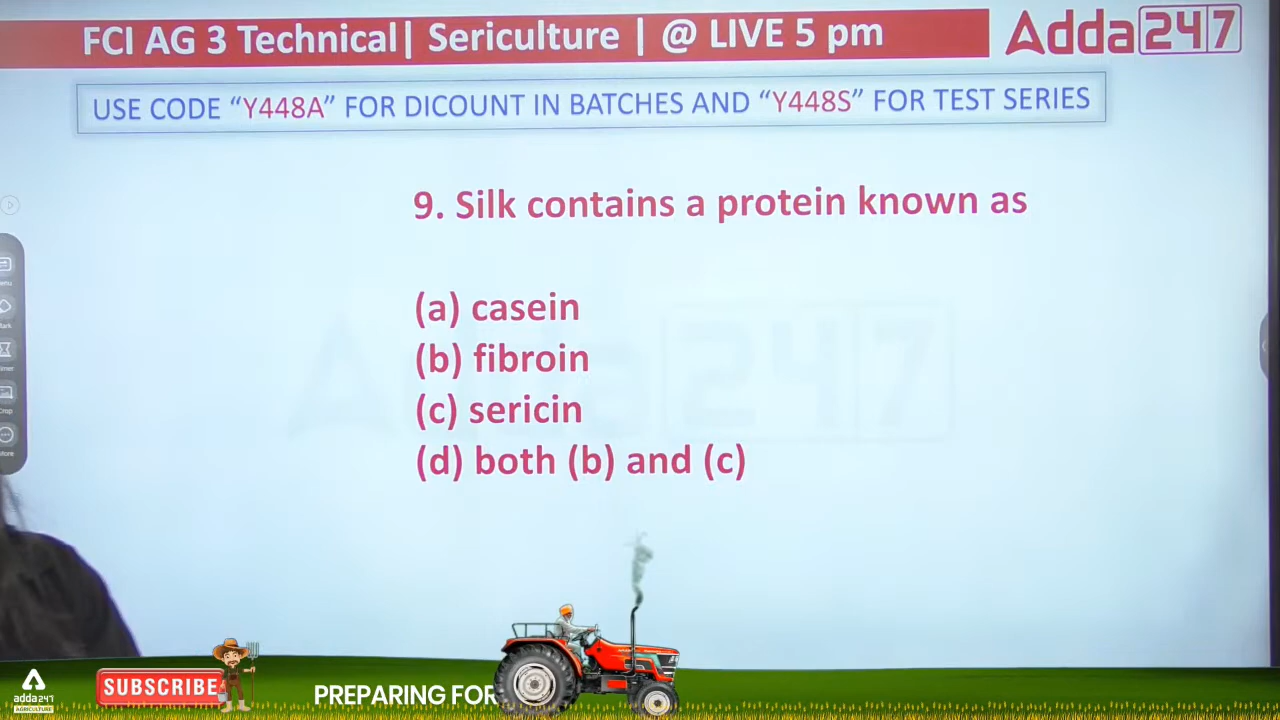 FCI AG 3 Technical| Sericulture | @ LIVE 5 pm
Adda247
USE CODE “Y448A” FOR DICOUNT IN BATCHES AND “Y448S” FOR TEST SERIES
9. Silk contains a protein known as
(a) casein
(b) fibroin
(c) sericin
(d) both (b) and (c)
adda247
AGRICULTURE
SUBSCRIBE
PREPARING FOR